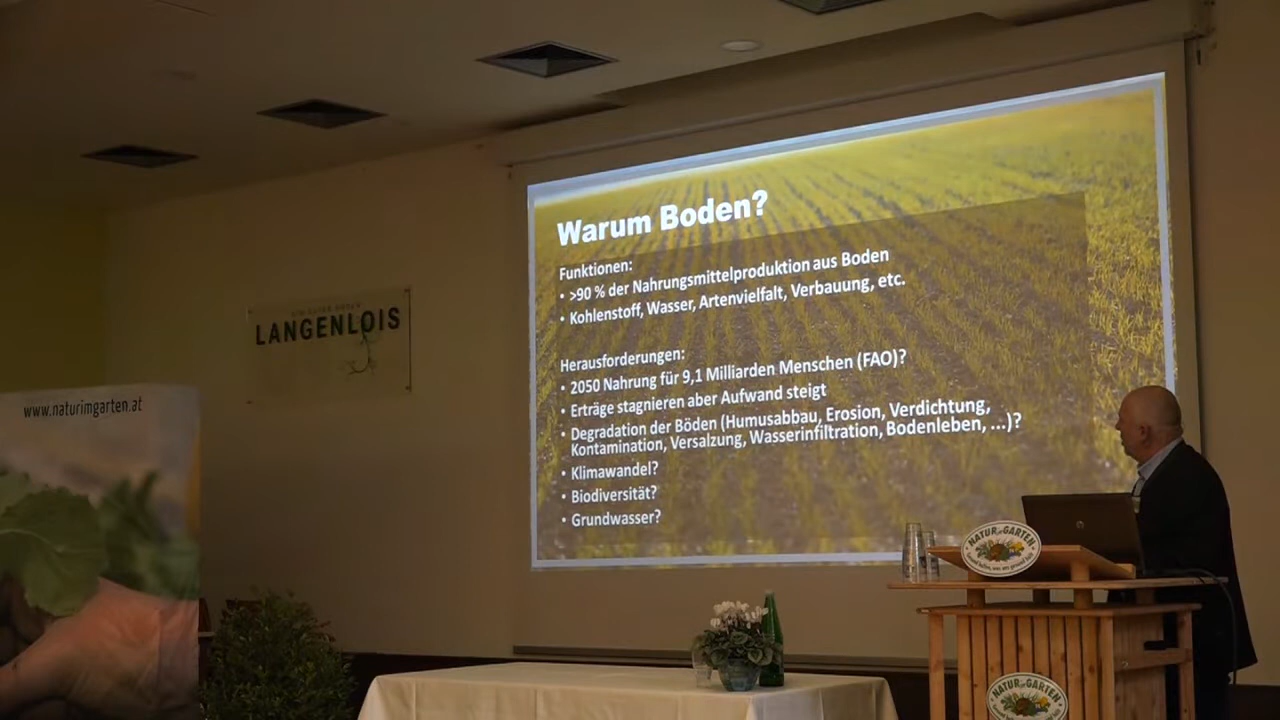 Warum Boden?
Funktionen:
• >90 % der Nahrungsmittelproduktion aus Boden
• Kohlenstoff, Wasser, Artenvielfalt, Verbauung, etc.
Herausforderungen:
• 2050 Nahrung für 9,1 Milliarden Menschen (FAO)?
• Erträge stagnieren aber Aufwand steigt
• Degradation der Böden (Humusabbau, Erosion, Verdichtung,
Kontamination, Versalzung, Wasserinfiltration, Bodenleben, ...)?
• Klimawandel?
• Biodiversität?
• Grundwasser?
LANGENLOIS
www.naturimgarten.at
NATUR im GARTEN
NATUR im GARTEN